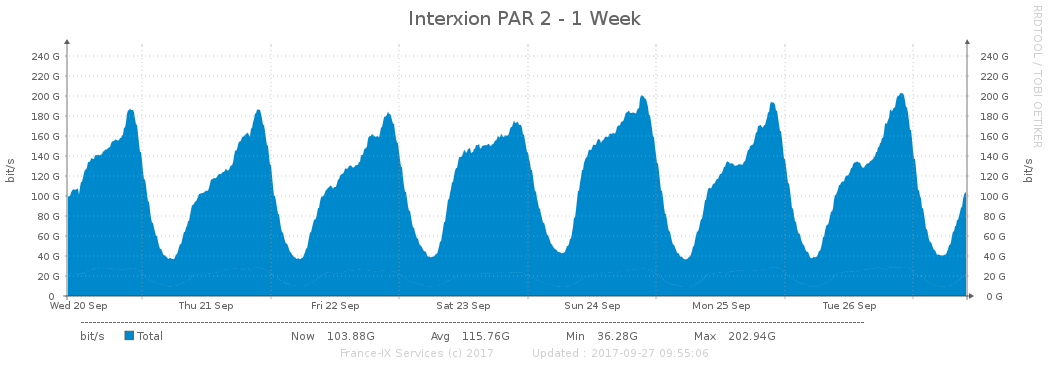 Interxion PAR 2 - 1 Week
RRDTOOL / TOBI OETIKER
bit/s
240 G 240 G
220 G 220 G
200 G 200 G
180 G 180 G
160 G 160 G
140 G 140 G
120 G 120 G
100 G 100 G
80 G 80 G
60 G 60 G
40 G 40 G
20 G 20 G
0 0 G
bit/s
Wed 20 Sep Thu 21 Sep Fri 22 Sep Sat 23 Sep Sun 24 Sep Mon 25 Sep Tue 26 Sep
bit/s Total Now 103.88G Avg 115.76G Min 36.28G Max 202.94G
France-IX Services (c) 2017 Updated : 2017-09-27 09:55:06